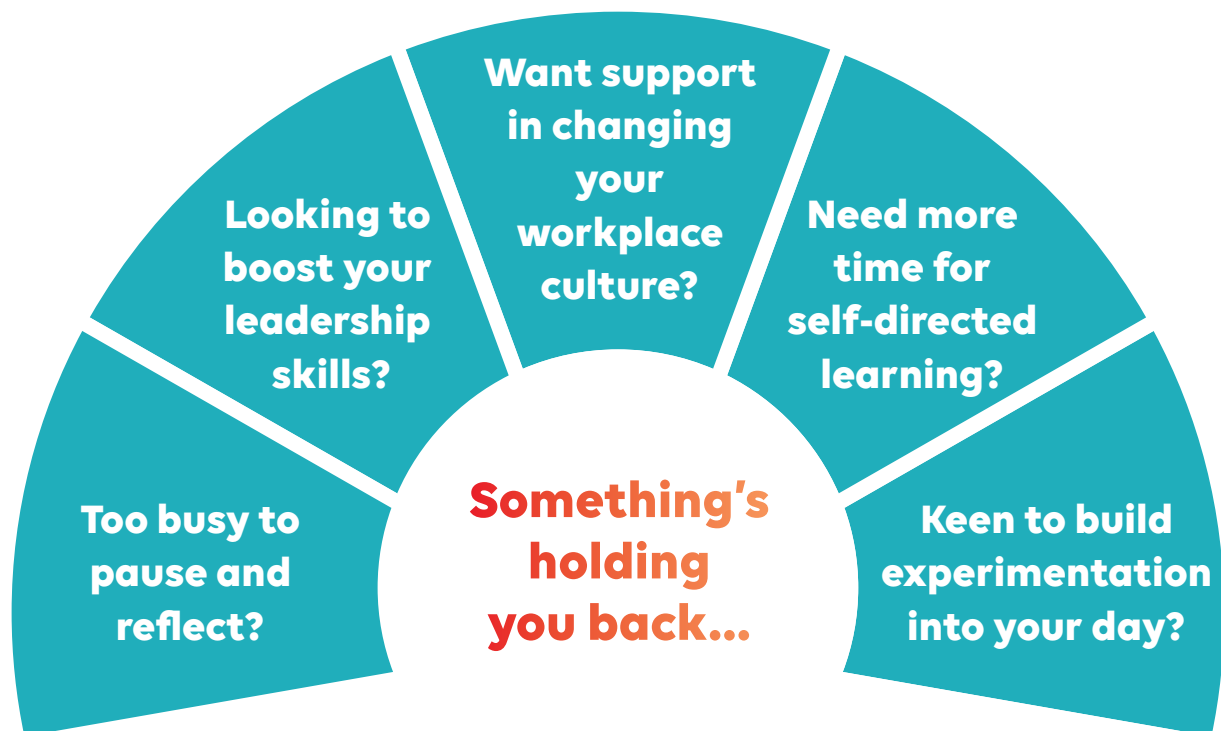 Want support
in changing
your
workplace
culture?
Looking to
boost your
leadership
skills?
Need more
time for
self-directed
learning?
Too busy to
pause and
reflect?
Something's
holding
you back...
Keen to build
experimentation
into your day?